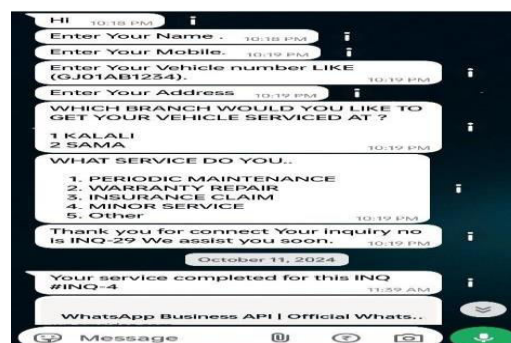 Hi 10:18 PM
Enter Your Name . 10:18 PM
Enter Your Mobile. 10:19 PM
Enter Your Vehicle number LIKE
(GJ01AB1234). 10:19 PM
Enter Your Address 10:19 PM
WHICH BRANCH WOULD YOU LIKE TO
GET YOUR VEHICLE SERVICED AT ?
1 KALALI
2 SAMA 10:19 PM
WHAT SERVICE DO YOU..
1. PERIODIC MAINTENANCE
2. WARRANTY REPAIR
3. INSURANCE CLAIM
4. MINOR SERVICE
5. Other 10:19 PM
Thank you for connect Your inquiry no
is INQ-29 We assist you soon. 10:19 PM
October 11, 2024
Your service completed for this INQ
#INQ-4 11:39 AM
WhatsApp Business API | Official Whats..
Message